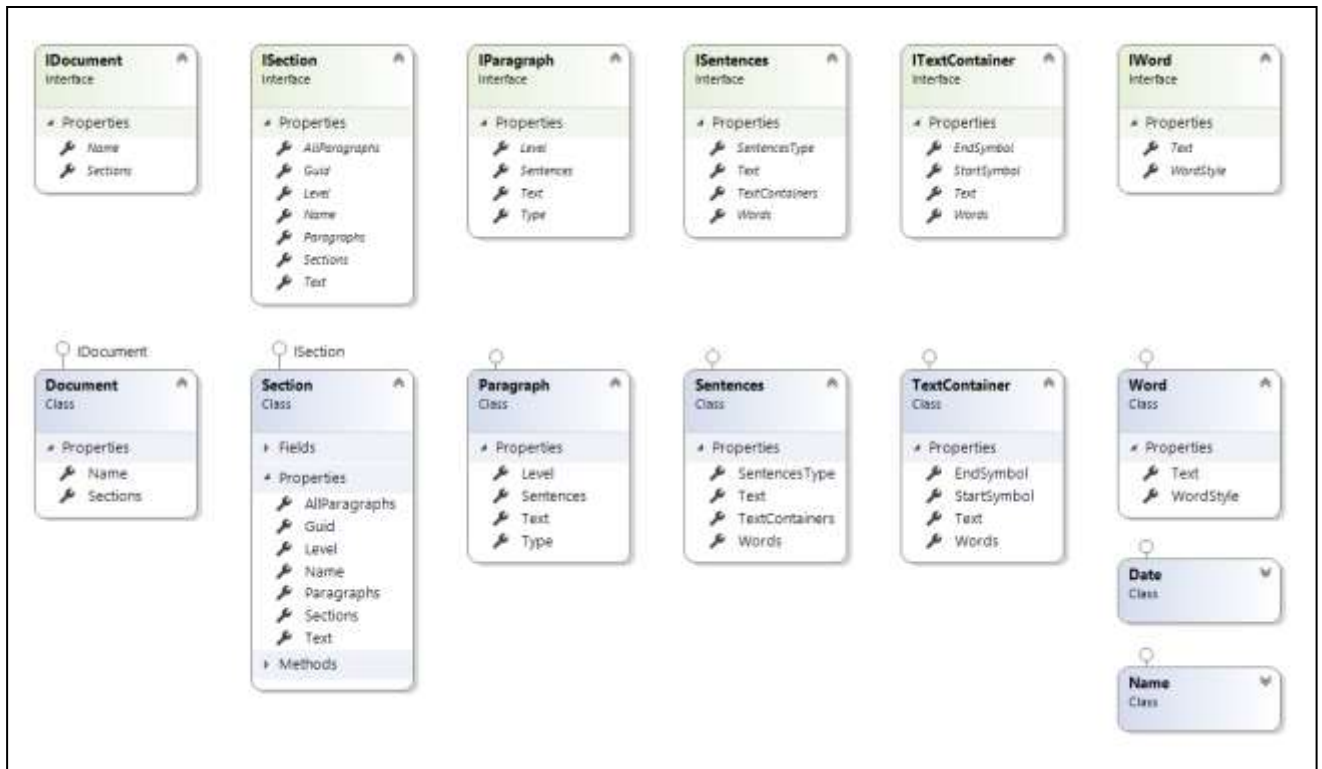 IDocument
Interface
Properties
Name
Sections
ISection
Interface
Properties
AllParagraphs
Guid
Level
Name
Paragraphs
Sections
Text
IParagraph
Interface
Properties
Level
Sentences
Text
Type
ISentences
Interface
Properties
SentencesType
Text
TextContainers
Words
ITextContainer
Interface
Properties
EndSymbol
StartSymbol
Text
Words
IWord
Interface
Properties
Text
WordStyle
IDocument
Document
Class
Properties
Name
Sections
ISection
Section
Class
Fields
Properties
AllParagraphs
Guid
Level
Name
Paragraphs
Sections
Text
Methods
Paragraph
Class
Properties
Level
Sentences
Text
Type
Sentences
Class
Properties
SentencesType
Text
TextContainers
Words
TextContainer
Class
Properties
EndSymbol
StartSymbol
Text
Words
Word
Class
Properties
Text
WordStyle
Date
Class
Name
Class